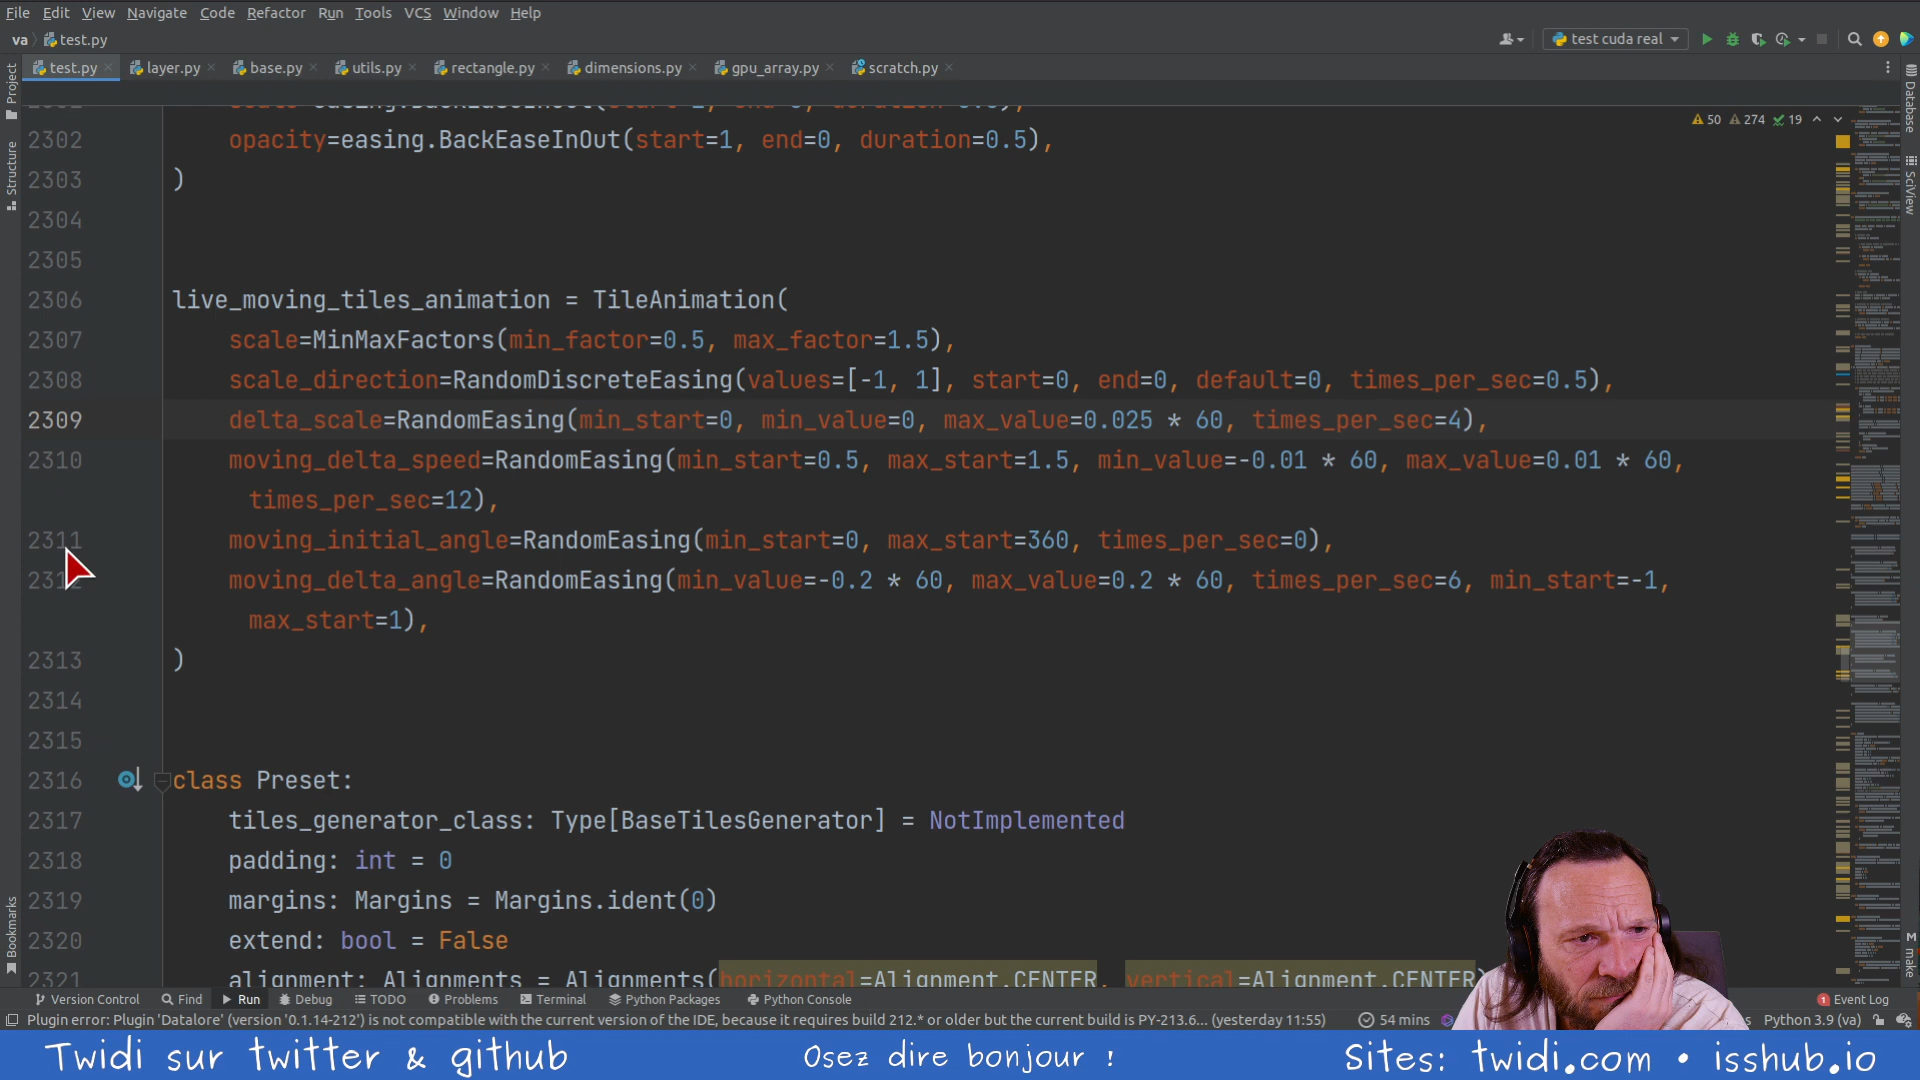 File Edit View Navigate Code Refactor Run Tools VCS Window Help
va test.py test cuda real
test.py layer.py base.py utils.py rectangle.py dimensions.py gpu_array.py scratch.py
Project
Structure
Bookmarks
Database
SciView
make
50 274 19
2302 opacity=easing.BackEaseInOut(start=1, end=0, duration=0.5),
2303 )
2304
2305
2306 live_moving_tiles_animation = TileAnimation(
2307 scale=MinMaxFactors(min_factor=0.5, max_factor=1.5),
2308 scale_direction=RandomDiscreteEasing(values=[-1, 1], start=0, end=0, default=0, times_per_sec=0.5),
2309 delta_scale=RandomEasing(min_start=0, min_value=0, max_value=0.025 * 60, times_per_sec=4),
2310 moving_delta_speed=RandomEasing(min_start=0.5, max_start=1.5, min_value=-0.01 * 60, max_value=0.01 * 60,
times_per_sec=12),
2311 moving_initial_angle=RandomEasing(min_start=0, max_start=360, times_per_sec=0),
2312 moving_delta_angle=RandomEasing(min_value=-0.2 * 60, max_value=0.2 * 60, times_per_sec=6, min_start=-1,
max_start=1),
2313 )
2314
2315
2316 class Preset:
2317 tiles_generator_class: Type[BaseTilesGenerator] = NotImplemented
2318 padding: int = 0
2319 margins: Margins = Margins.ident(0)
2320 extend: bool = False
2321 alignment: Alignments = Alignments(horizontal=Alignment.CENTER, vertical=Alignment.CENTER)
Version Control Find Run Debug TODO Problems Terminal Python Packages Python Console 1 Event Log
Plugin error: Plugin 'Datalore' (version '0.1.14-212') is not compatible with the current version of the IDE, because it requires build 212.* or older but the current build is PY-213.6... (yesterday 11:55) 54 mins Python 3.9 (va)
Twidi sur twitter & github Osez dire bonjour ! Sites: twidi.com • isshub.io